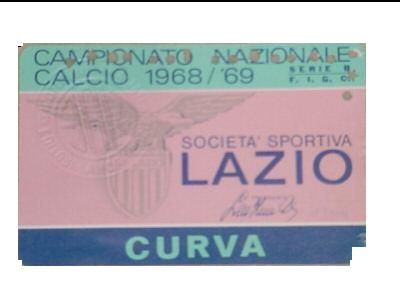 CAMPIONATO NAZIONALE
CALCIO 1968/'69
SERIE B
F. I. G. C.
SOCIETA' SPORTIVA
LAZIO
CURVA